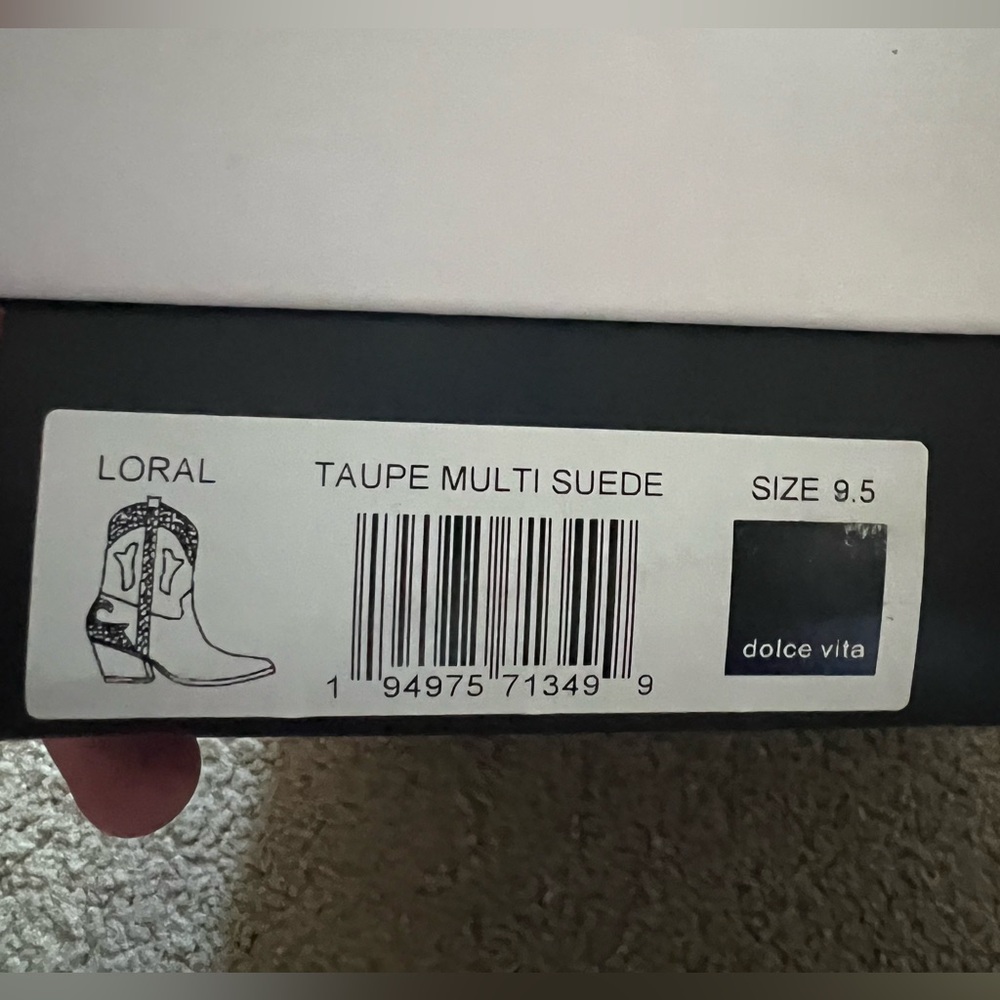 LORAL
TAUPE MULTI SUEDE
SIZE 9.5
dolce vita
1 94975 71349 9